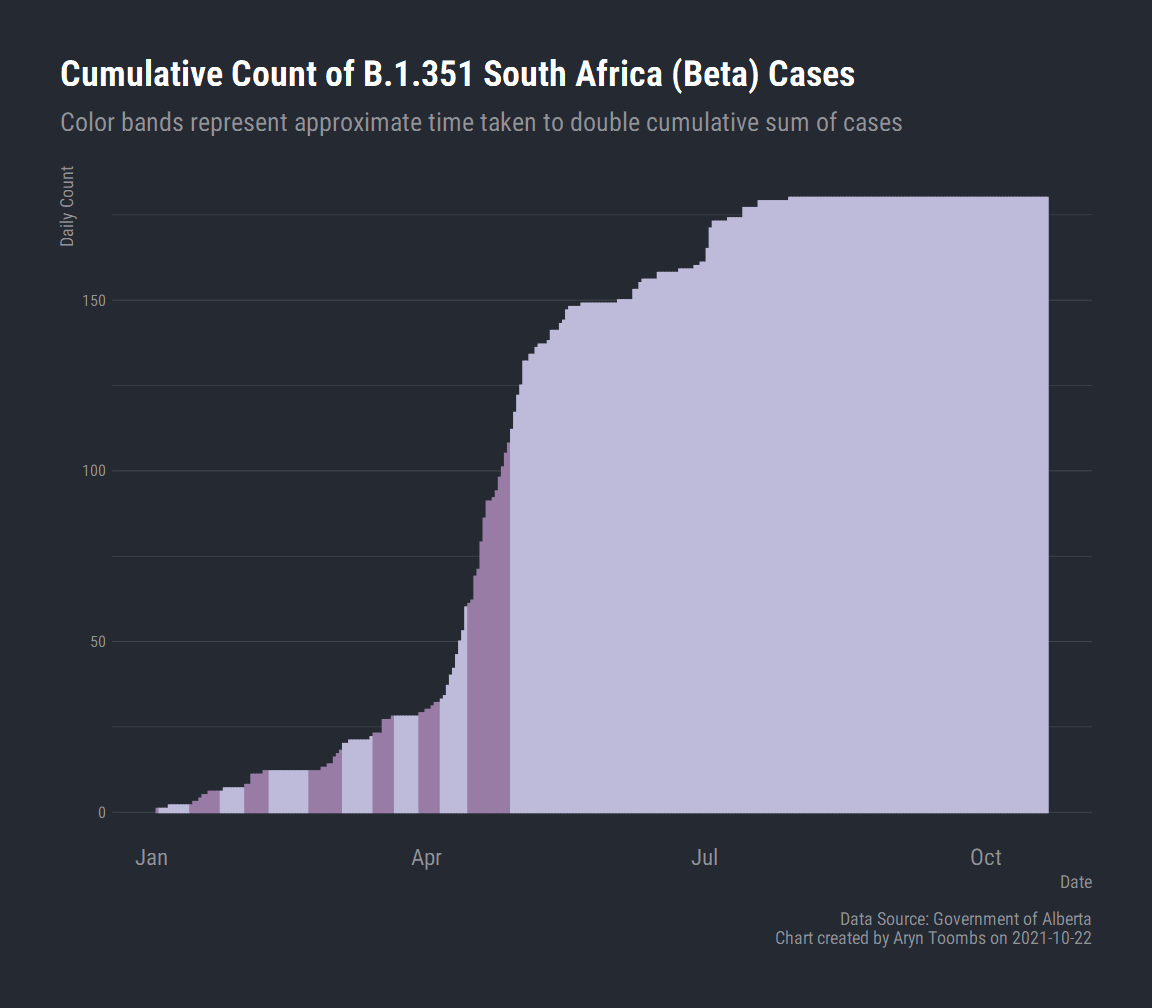 Cumulative Count of B.1.351 South Africa (Beta) Cases
Color bands represent approximate time taken to double cumulative sum of cases
Daily Count
150
100
50
0
Jan Apr Jul Oct
Date
Data Source: Government of Alberta
Chart created by Aryn Toombs on 2021-10-22